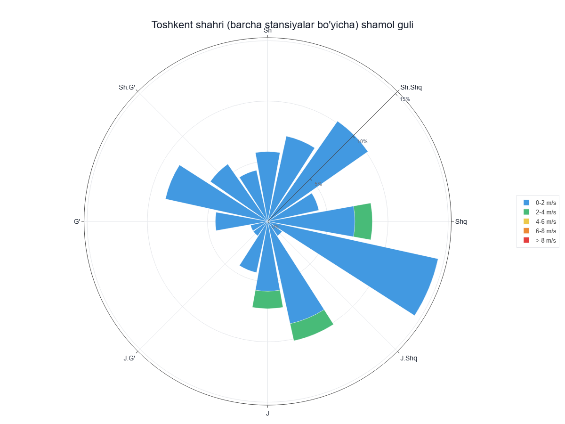 Toshkent shahri (barcha stansiyalar bo'yicha) shamol guli
Sh
Sh.G'
Sh.Shq
15%
G'
Shq
0-2 m/s
2-4 m/s
4-6 m/s
6-8 m/s
> 8 m/s
J.G'
J.Shq
J